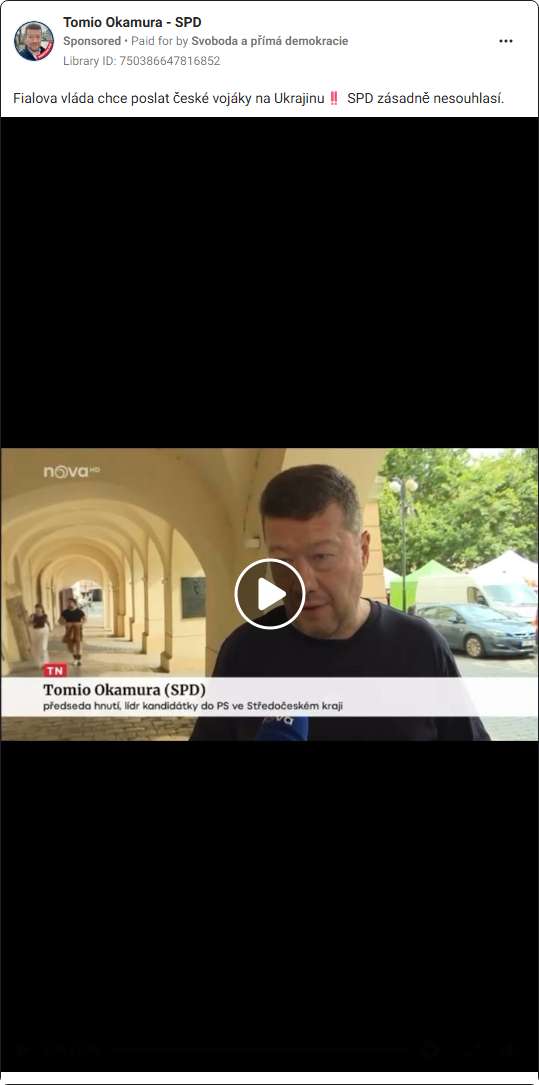 Tomio Okamura - SPD
Sponsored • Paid for by Svoboda a přímá demokracie
Library ID: 750386647816852
Fialova vláda chce poslat české vojáky na Ukrajinu‼️ SPD zásadně nesouhlasí.
nova HD
TN
Tomio Okamura (SPD)
předseda hnutí, lídr kandidátky do PS ve Středočeském kraji
nova